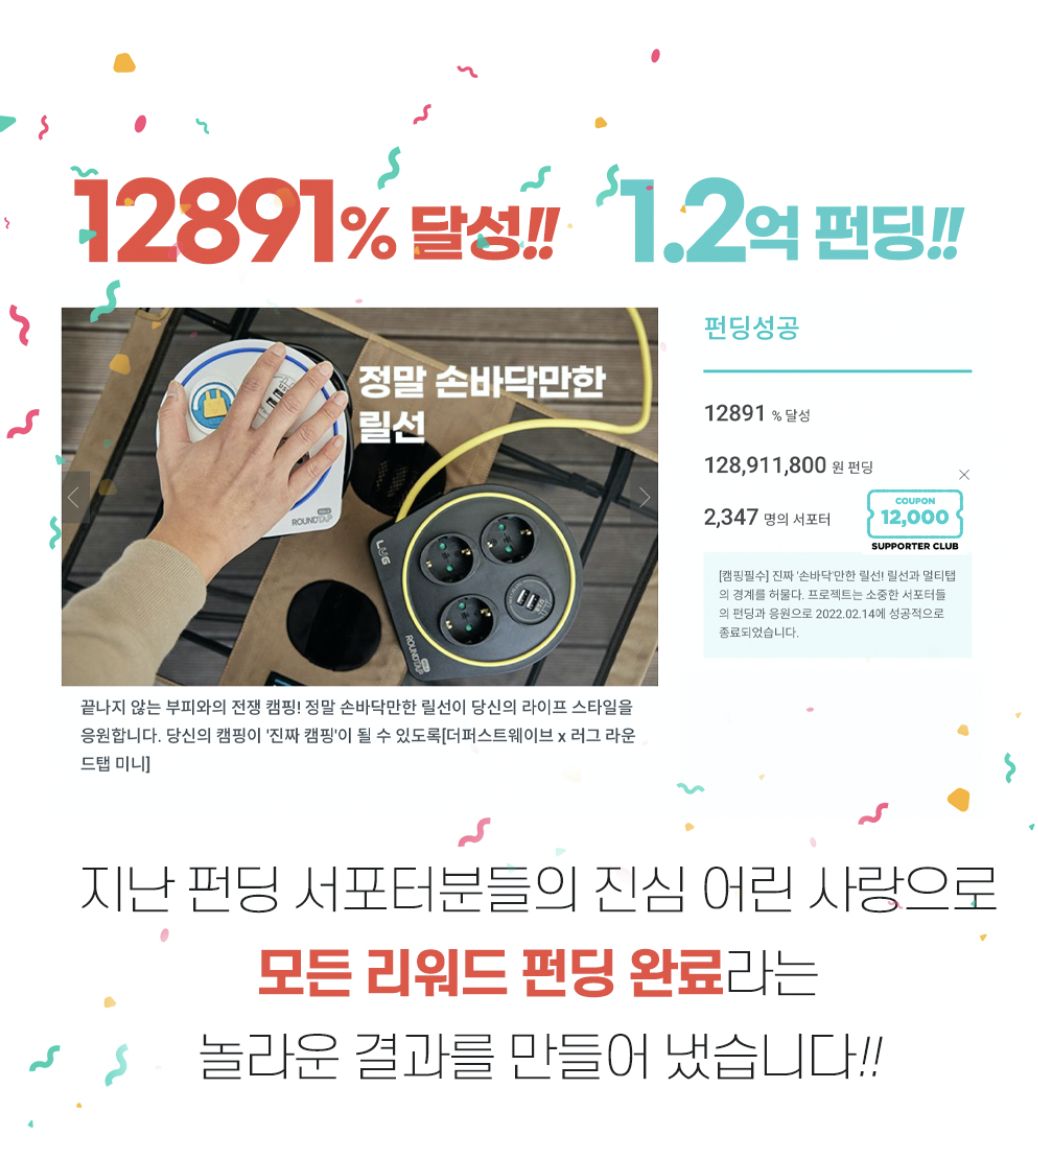 12891% 달성!!
1.2억 펀딩!!
정말 손바닥만한
릴선
ROUNDTAP
LUG
ROUNDTAP
펀딩성공
12891 % 달성
128,911,800 원 펀딩
2,347 명의 서포터
COUPON
12,000
SUPPORTER CLUB
[캠핑필수] 진짜 '손바닥'만한 릴선! 릴선과 멀티탭
의 경계를 허물다. 프로젝트는 소중한 서포터들
의 펀딩과 응원으로 2022.02.14에 성공적으로
종료되었습니다.
끝나지 않는 부피와의 전쟁 캠핑! 정말 손바닥만한 릴선이 당신의 라이프 스타일을
응원합니다. 당신의 캠핑이 '진짜 캠핑'이 될 수 있도록[더퍼스트웨이브 x 러그 라운
드탭 미니]
지난 펀딩 서포터분들의 진심 어린 사랑으로
모든 리워드 펀딩 완료라는
놀라운 결과를 만들어 냈습니다!!